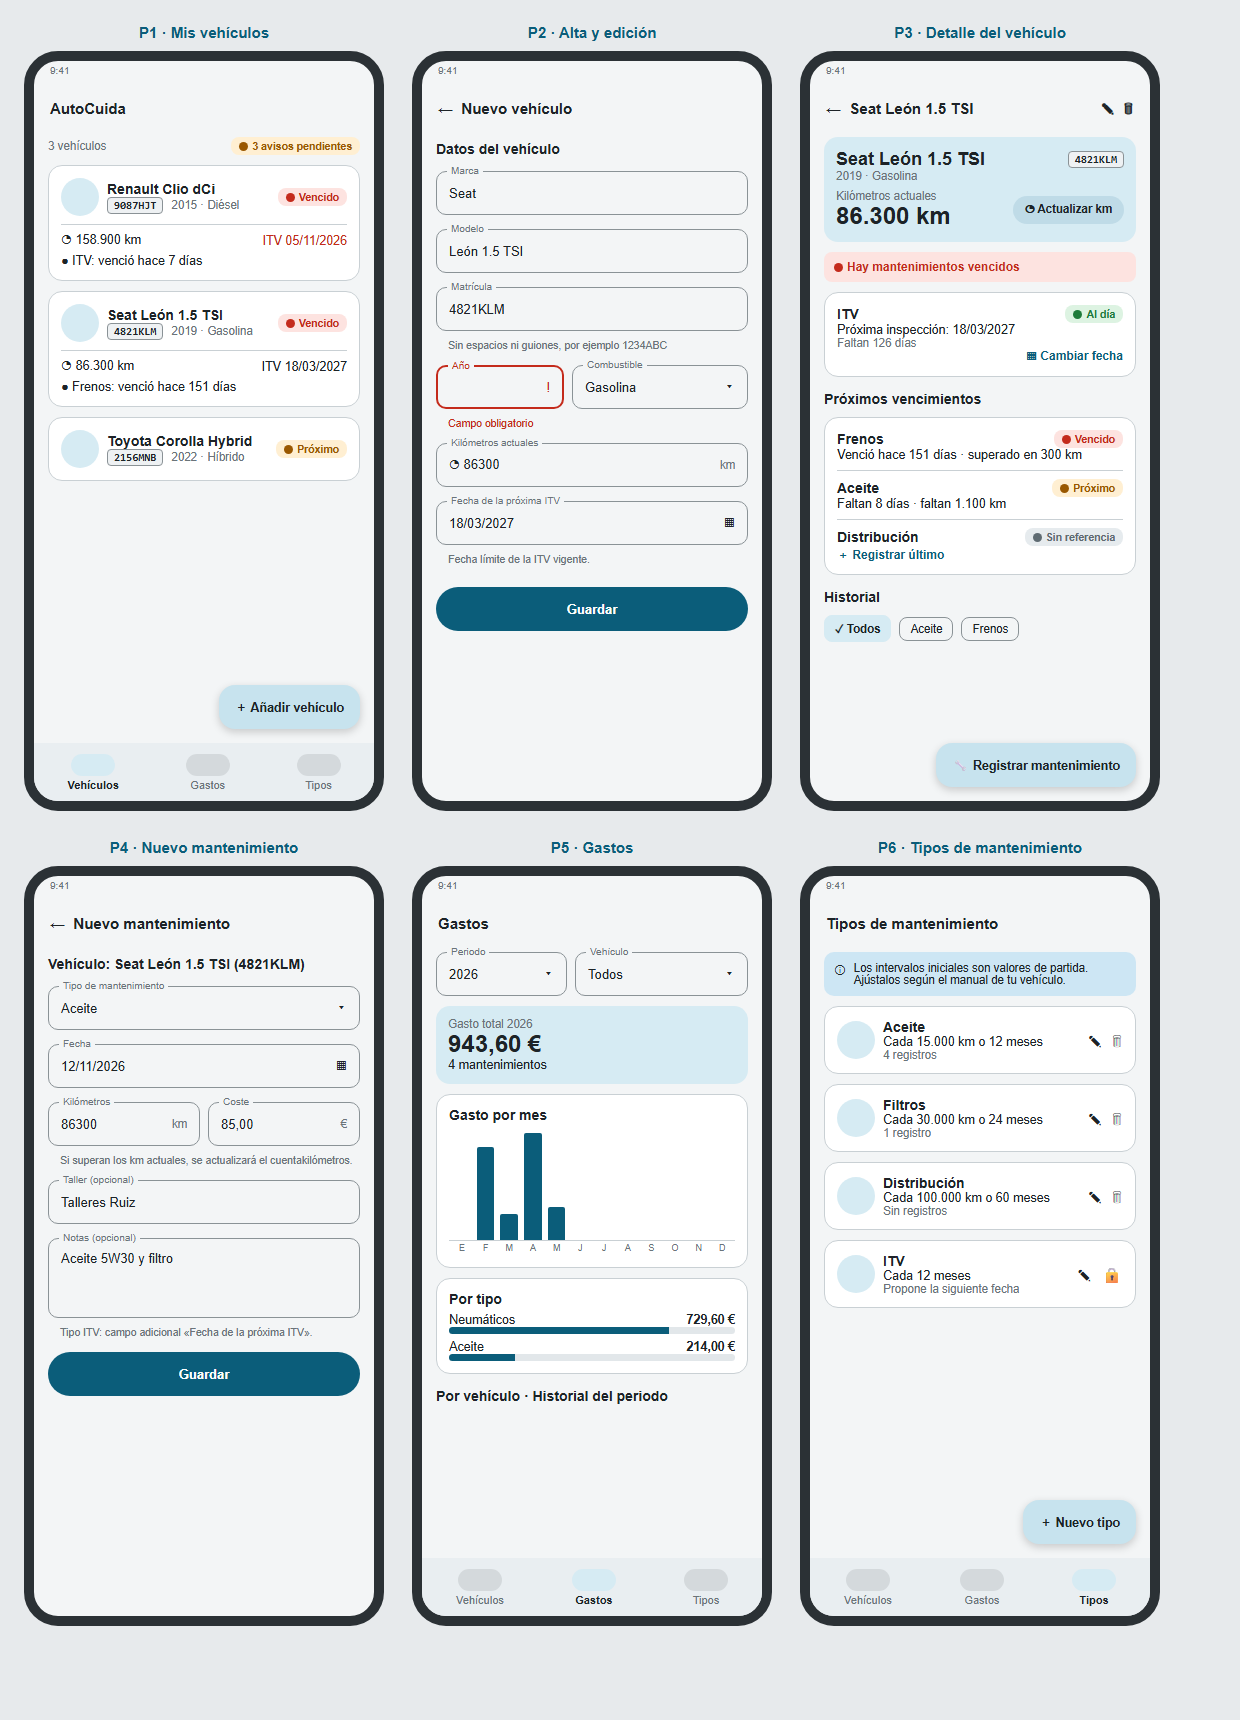 P1 · Mis vehículos
9:41
AutoCuida
3 vehículos
3 avisos pendientes
Renault Clio dCi
9087HJT 2015 · Diésel
Vencido
158.900 km
ITV 05/11/2026
ITV: venció hace 7 días
Seat León 1.5 TSI
4821KLM 2019 · Gasolina
Vencido
86.300 km
ITV 18/03/2027
Frenos: venció hace 151 días
Toyota Corolla Hybrid
2156MNB 2022 · Híbrido
Próximo
+ Añadir vehículo
Vehículos
Gastos
Tipos
P2 · Alta y edición
9:41
← Nuevo vehículo
Datos del vehículo
Marca
Seat
Modelo
León 1.5 TSI
Matrícula
4821KLM
Sin espacios ni guiones, por ejemplo 1234ABC
Año
!
Campo obligatorio
Combustible
Gasolina
Kilómetros actuales
86300 km
Fecha de la próxima ITV
18/03/2027
Fecha límite de la ITV vigente.
Guardar
P3 · Detalle del vehículo
9:41
← Seat León 1.5 TSI
Seat León 1.5 TSI
4821KLM
2019 · Gasolina
Kilómetros actuales
86.300 km
Actualizar km
Hay mantenimientos vencidos
ITV
Al día
Próxima inspección: 18/03/2027
Faltan 126 días
Cambiar fecha
Próximos vencimientos
Frenos
Vencido
Venció hace 151 días · superado en 300 km
Aceite
Próximo
Faltan 8 días · faltan 1.100 km
Distribución
Sin referencia
+ Registrar último
Historial
✓ Todos
Aceite
Frenos
Registrar mantenimiento
P4 · Nuevo mantenimiento
9:41
← Nuevo mantenimiento
Vehículo: Seat León 1.5 TSI (4821KLM)
Tipo de mantenimiento
Aceite
Fecha
12/11/2026
Kilómetros
86300 km
Coste
85,00 €
Si superan los km actuales, se actualizará el cuentakilómetros.
Taller (opcional)
Talleres Ruiz
Notas (opcional)
Aceite 5W30 y filtro
Tipo ITV: campo adicional «Fecha de la próxima ITV».
Guardar
P5 · Gastos
9:41
Gastos
Periodo
2026
Vehículo
Todos
Gasto total 2026
943,60 €
4 mantenimientos
Gasto por mes
E F M A M J J A S O N D
Por tipo
Neumáticos 729,60 €
Aceite 214,00 €
Por vehículo · Historial del periodo
Vehículos
Gastos
Tipos
P6 · Tipos de mantenimiento
9:41
Tipos de mantenimiento
Los intervalos iniciales son valores de partida.
Ajústalos según el manual de tu vehículo.
Aceite
Cada 15.000 km o 12 meses
4 registros
Filtros
Cada 30.000 km o 24 meses
1 registro
Distribución
Cada 100.000 km o 60 meses
Sin registros
ITV
Cada 12 meses
Propone la siguiente fecha
+ Nuevo tipo
Vehículos
Gastos
Tipos